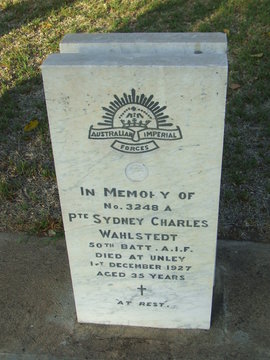 AUSTRALIAN IMPERIAL
FORCES
IN MEMORY OF
No. 3248 A
PTE SYDNEY CHARLES
WAHLSTEDT
50TH BATT. A.I.F.
DIED AT UNLEY
1ST DECEMBER 1927
AGED 35 YEARS
AT REST.